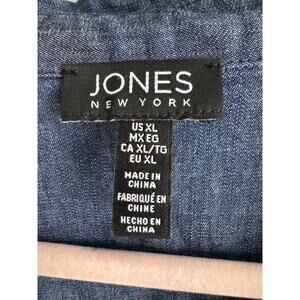 JONES
NEW YORK
US XL
MX EG
CA XL/TG
EU XL
MADE IN
CHINA
FABRIQUÉ EN
CHINE
HECHO EN
CHINA